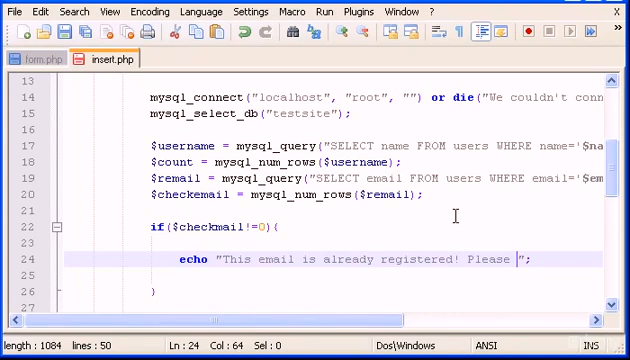 File Edit Search View Encoding Language Settings Macro Run Plugins Window ? X
form.php insert.php
13
14 mysql_connect("localhost", "root", "") or die("We couldn't conn
15 mysql_select_db("testsite");
16
17 $username = mysql_query("SELECT name FROM users WHERE name='$na
18 $count = mysql_num_rows($username);
19 $remail = mysql_query("SELECT email FROM users WHERE email='$em
20 $checkemail = mysql_num_rows($remail);
21
22 if($checkmail!=0){
23
24 echo "This email is already registered! Please ";
25
26 }
27
length : 1084 lines : 50 Ln : 24 Col : 64 Sel : 0 Dos\Windows ANSI INS